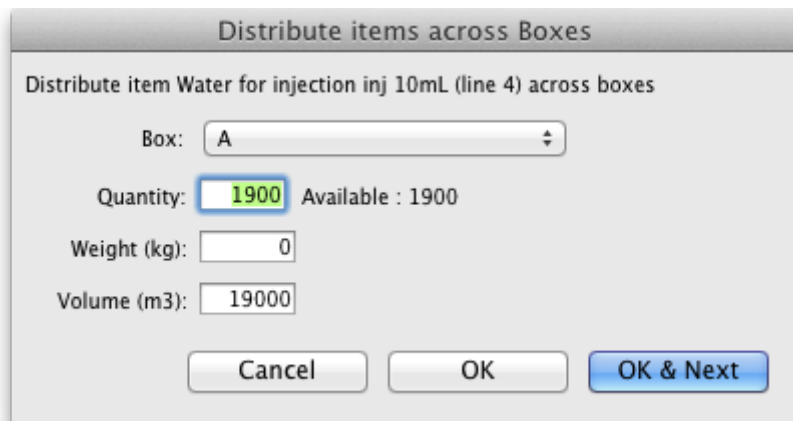 Distribute items across Boxes
Distribute item Water for injection inj 10mL (line 4) across boxes
Box: A
Quantity: 1900 Available : 1900
Weight (kg): 0
Volume (m3): 19000
Cancel OK OK & Next